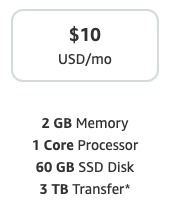 $10
USD/mo
2 GB Memory
1 Core Processor
60 GB SSD Disk
3 TB Transfer*